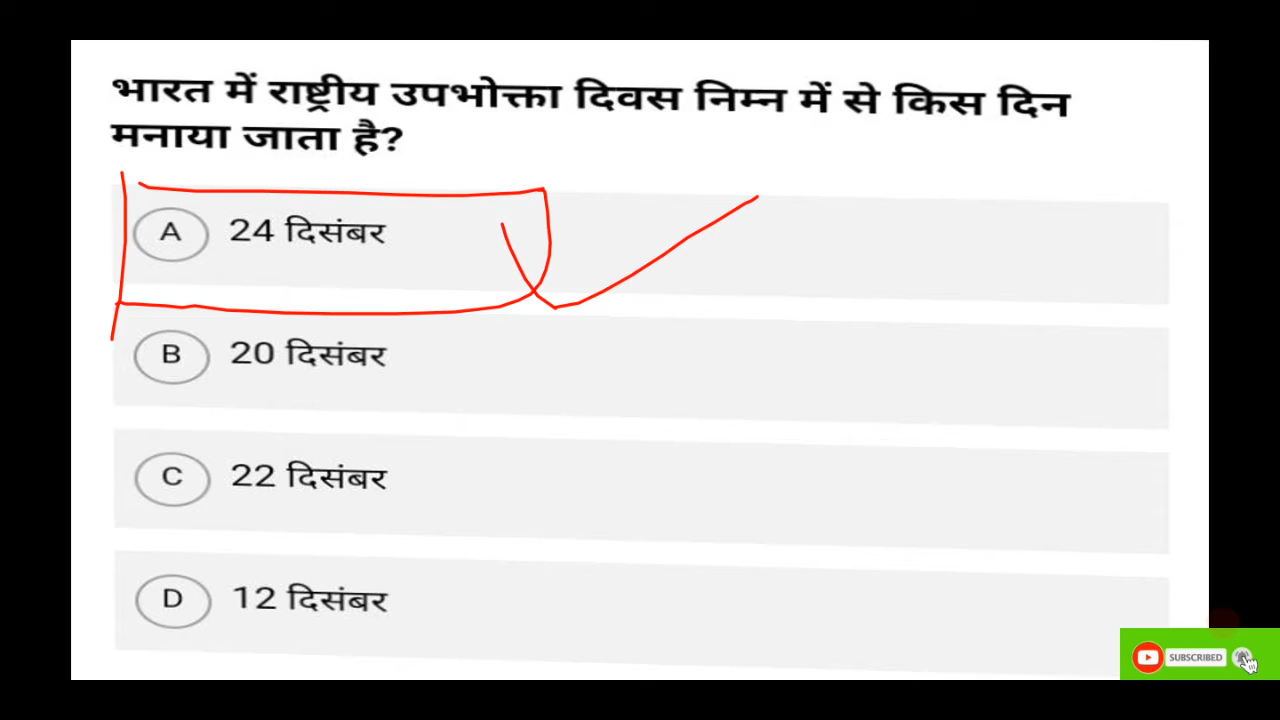 भारत में राष्ट्रीय उपभोक्ता दिवस निम्न में से किस दिन
मनाया जाता है?
A 24 दिसंबर
B 20 दिसंबर
C 22 दिसंबर
D 12 दिसंबर
SUBSCRIBED